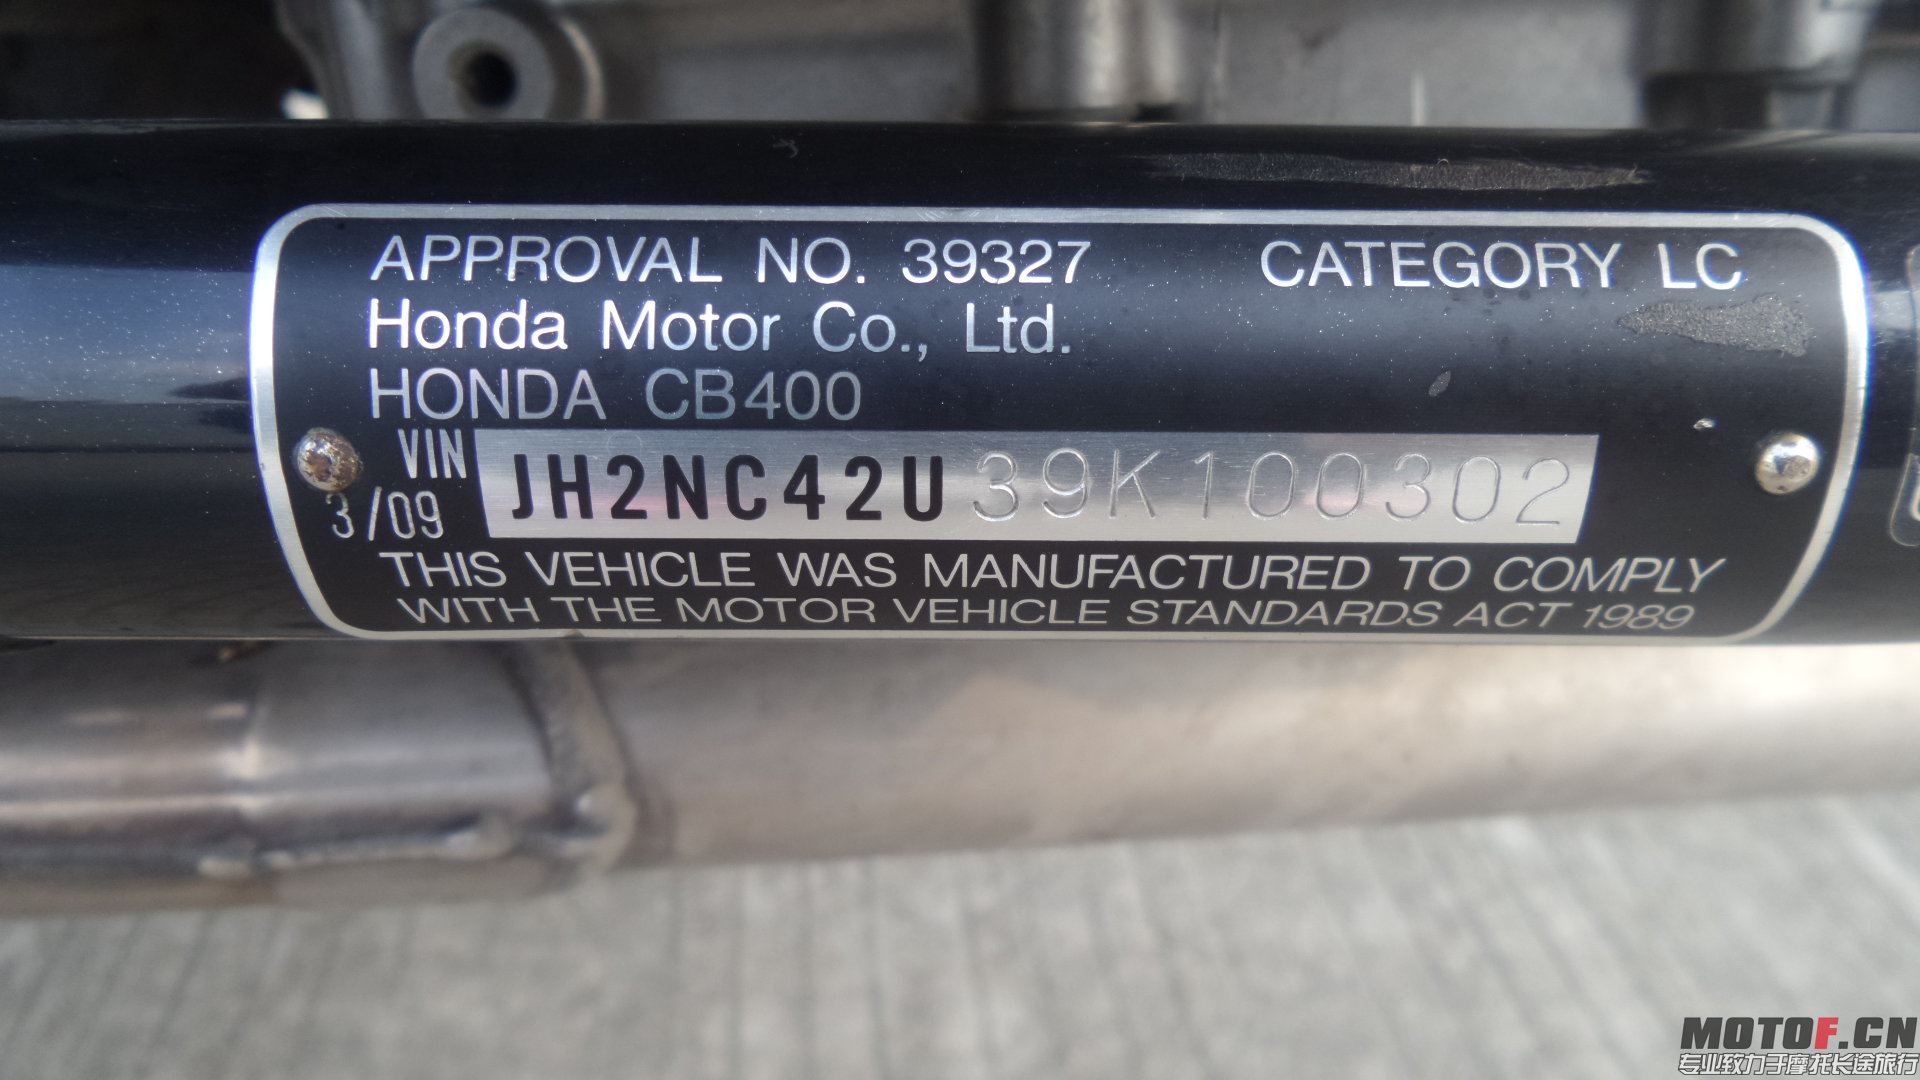 APPROVAL NO. 39327 CATEGORY LC
Honda Motor Co., Ltd.
HONDA CB400
VIN JH2NC42U39K100302
3/09
THIS VEHICLE WAS MANUFACTURED TO COMPLY
WITH THE MOTOR VEHICLE STANDARDS ACT 1989
MOTOF.CN
专业致力于摩托长途旅行